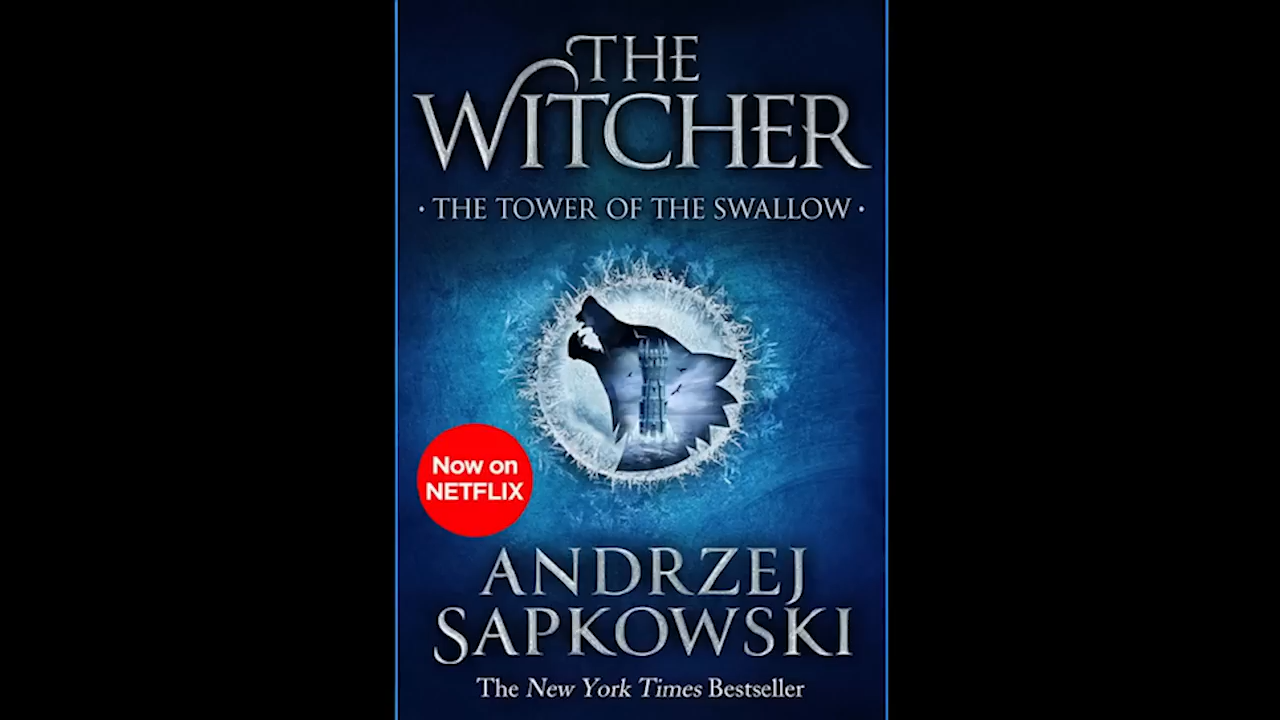 THE
WITCHER
· THE TOWER OF THE SWALLOW ·
Now on
NETFLIX
ANDRZEJ
SAPKOWSKI
The New York Times Bestseller